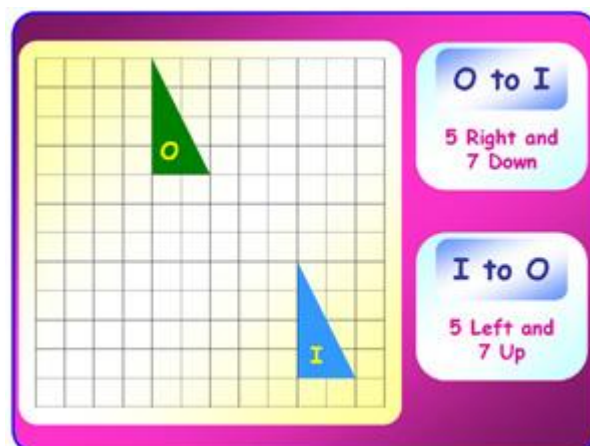 O to I
5 Right and
7 Down
O
I to O
5 Left and
7 Up
I